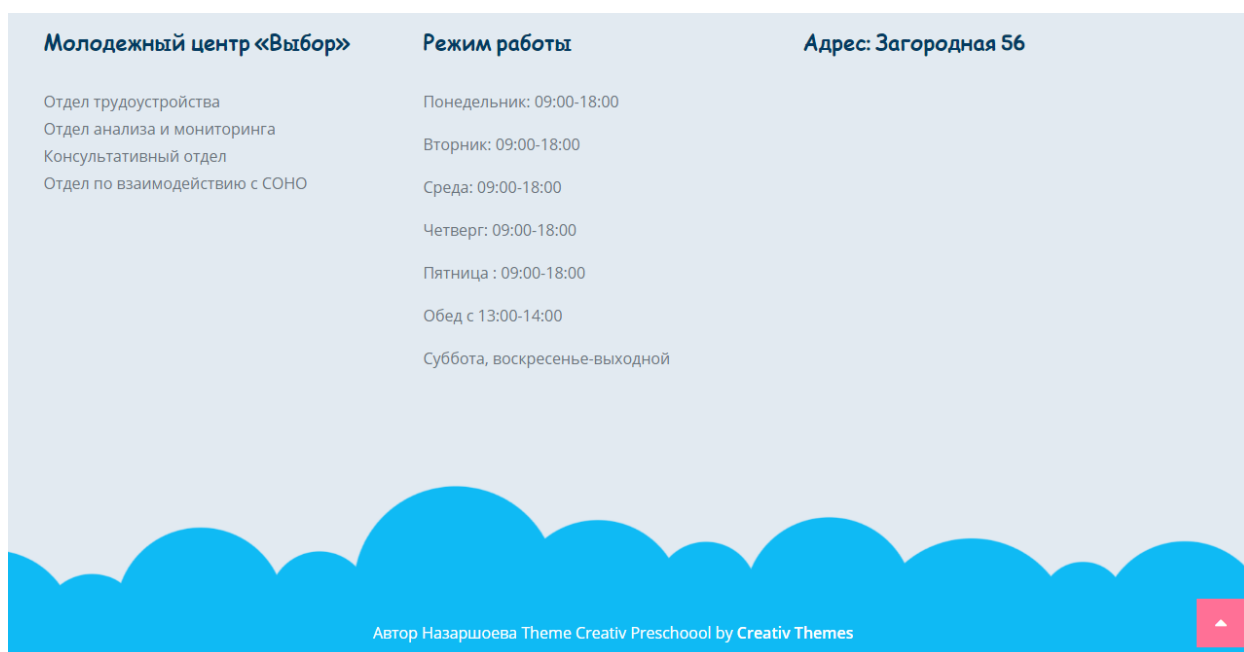 Молодежный центр «Выбор»
Отдел трудоустройства
Отдел анализа и мониторинга
Консультативный отдел
Отдел по взаимодействию с СОНО
Режим работы
Понедельник: 09:00-18:00
Вторник: 09:00-18:00
Среда: 09:00-18:00
Четверг: 09:00-18:00
Пятница : 09:00-18:00
Обед с 13:00-14:00
Суббота, воскресенье-выходной
Адрес: Загородная 56
Автор Назаршоева Theme Creativ Preschoool by Creativ Themes